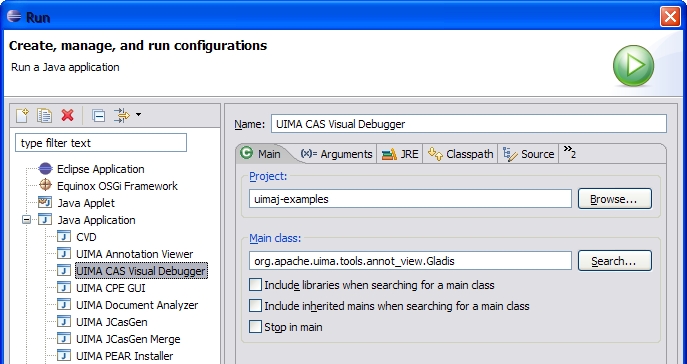 Run
Create, manage, and run configurations
Run a Java application
type filter text
Eclipse Application
Equinox OSGi Framework
Java Applet
Java Application
CVD
UIMA Annotation Viewer
UIMA CAS Visual Debugger
UIMA CPE GUI
UIMA Document Analyzer
UIMA JCasGen
UIMA JCasGen Merge
UIMA PEAR Installer
Name: UIMA CAS Visual Debugger
Main (x)= Arguments JRE Classpath Source »2
Project:
uimaj-examples Browse...
Main class:
org.apache.uima.tools.annot_view.Gladis Search...
Include libraries when searching for a main class
Include inherited mains when searching for a main class
Stop in main